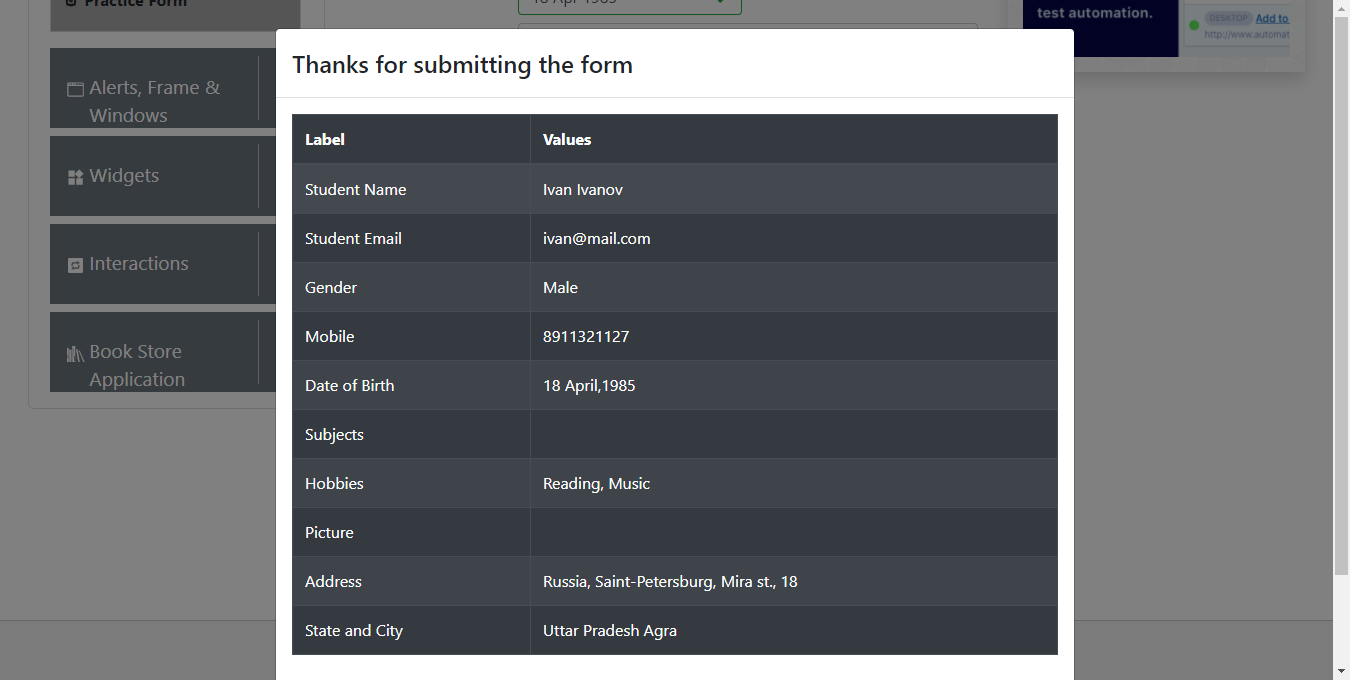 Practice Form
18 Apr 1985
test automation.
DESKTOP Add to
http://www.automat
Alerts, Frame &
Windows
Widgets
Interactions
Book Store
Application
Thanks for submitting the form
Label Values
Student Name Ivan Ivanov
Student Email ivan@mail.com
Gender Male
Mobile 8911321127
Date of Birth 18 April,1985
Subjects
Hobbies Reading, Music
Picture
Address Russia, Saint-Petersburg, Mira st., 18
State and City Uttar Pradesh Agra